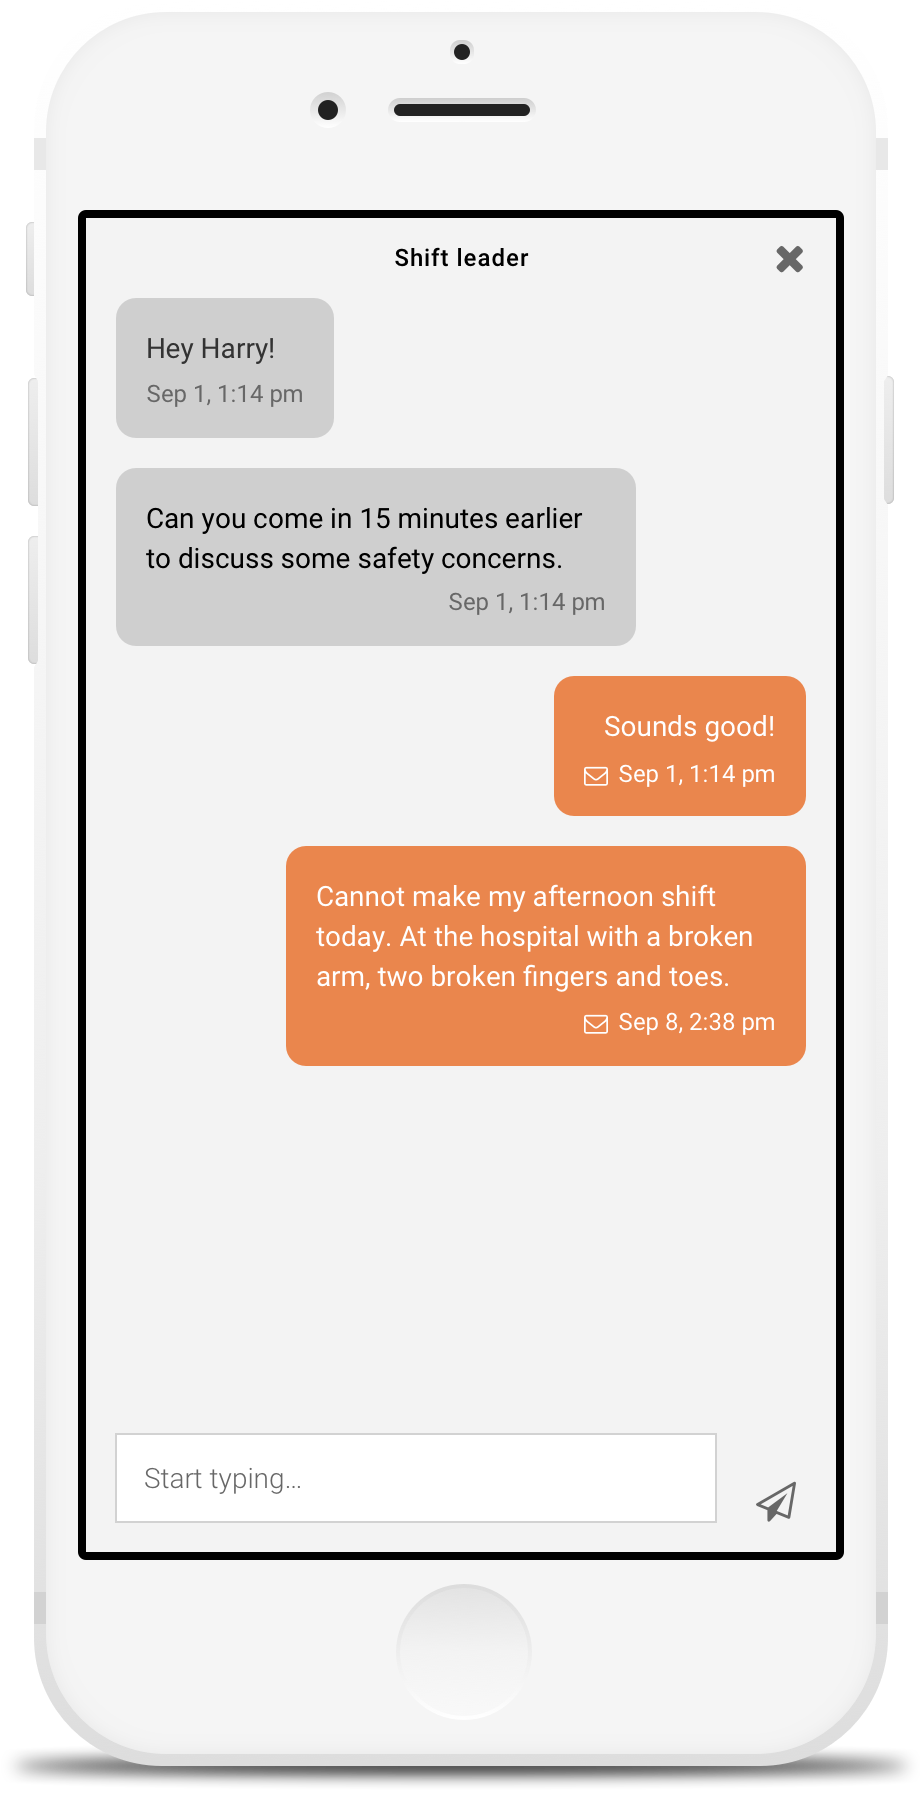 Shift leader
Hey Harry!
Sep 1, 1:14 pm
Can you come in 15 minutes earlier
to discuss some safety concerns.
Sep 1, 1:14 pm
Sounds good!
Sep 1, 1:14 pm
Cannot make my afternoon shift
today. At the hospital with a broken
arm, two broken fingers and toes.
Sep 8, 2:38 pm
Start typing...